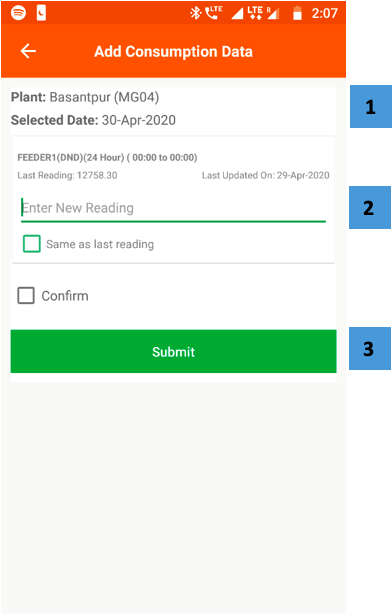 LTE LTE R 2:07
Add Consumption Data
Plant: Basantpur (MG04)
1
Selected Date: 30-Apr-2020
FEEDER1(DND)(24 Hour) ( 00:00 to 00:00)
Last Reading: 12758.30 Last Updated On: 29-Apr-2020
Enter New Reading
2
Same as last reading
Confirm
Submit
3